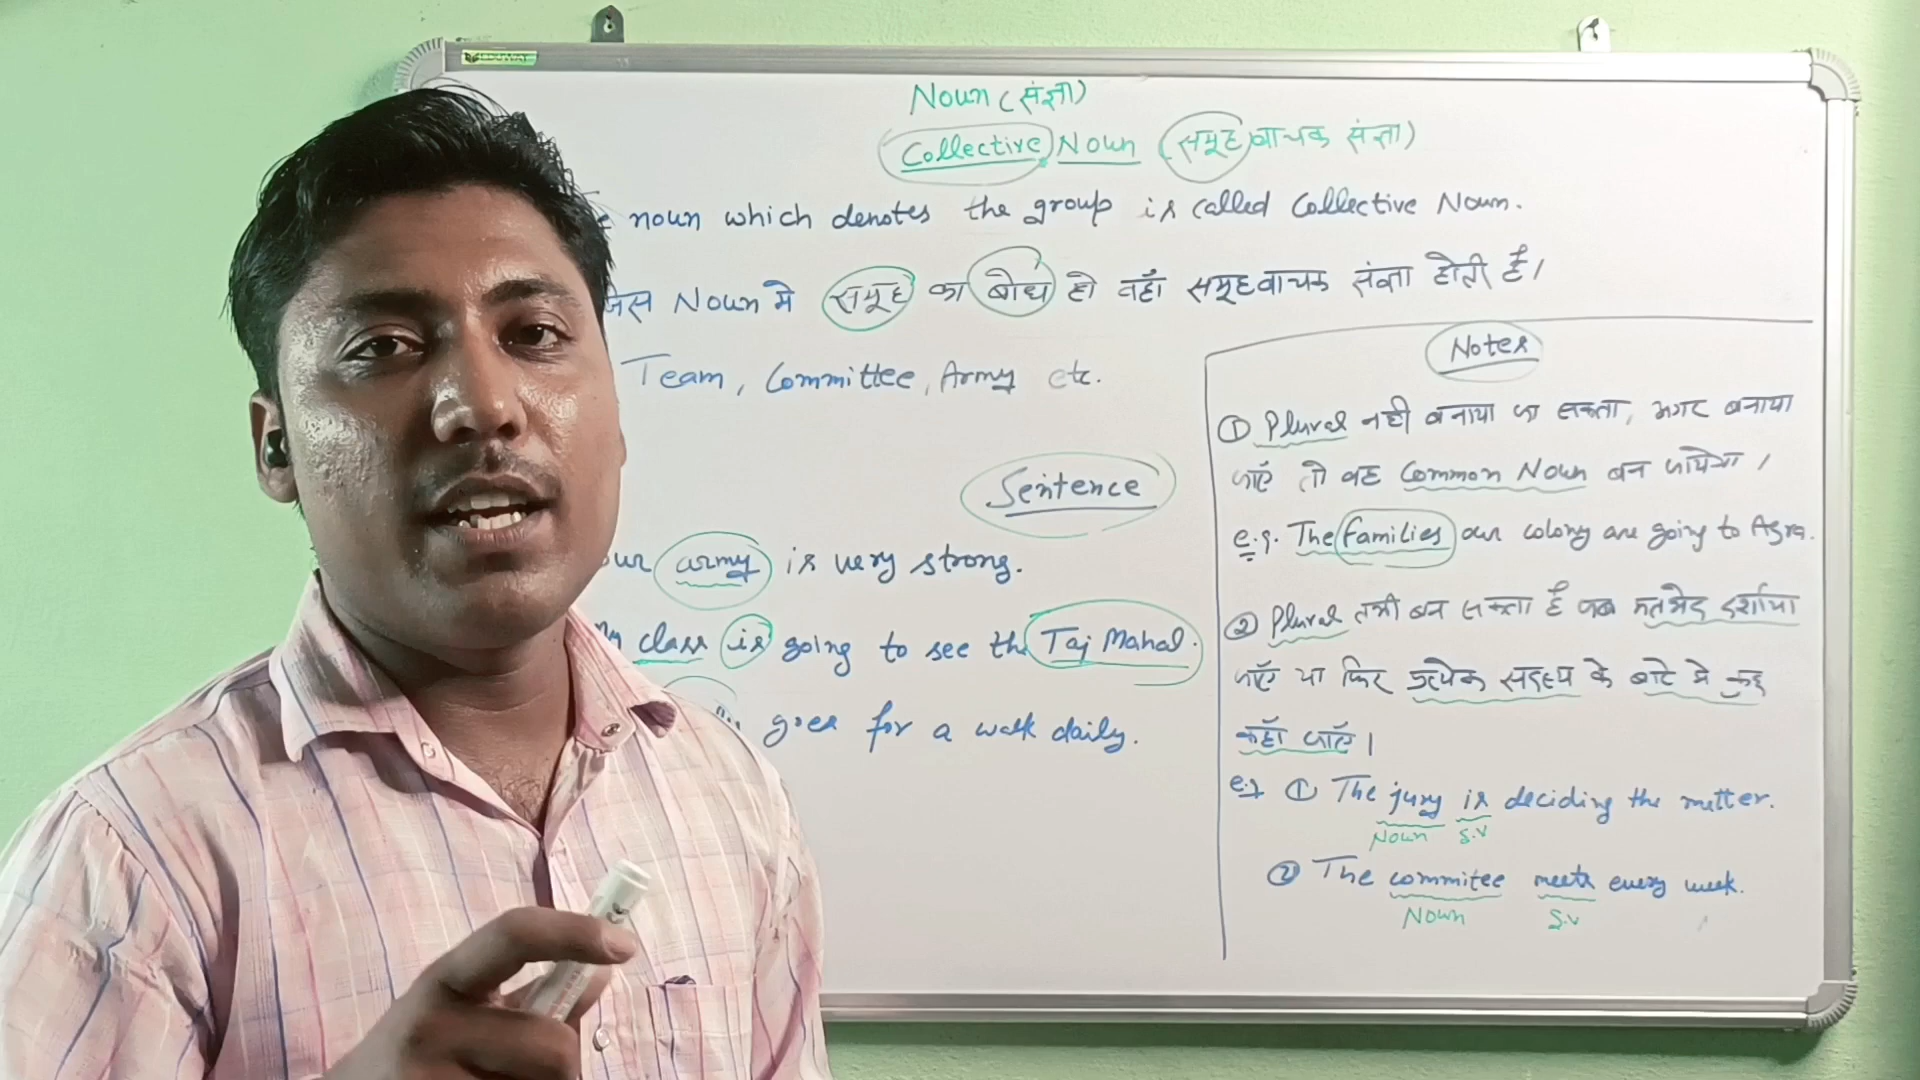 Noun (संज्ञा)
Collective Noun (समूहवाचक संज्ञा)
noun which denotes the group is called Collective Noun.
जिस Noun मे समूह का बोध हो वहाँ समूहवाचक संज्ञा होती है।
Team, Committee, Army etc.
Sentence
our army is very strong.
My class is going to see the Taj Mahal.
goes for a walk daily.
Notes
① Plural नही बनाया जा सकता, अगर बनाया
जाएँ तो वह Common Noun बन जायेगा।
e.g. The families our colony are going to Agra.
② Plural तभी बन सकता है जब मतभेद दर्शाया
जाएँ या फिर प्रत्येक सदस्य के बारे मे कुछ
कहाँ जाएँ।
e.g ① The jury is deciding the matter.
Noun S.V
② The commitee meets every week.
Noun S.V